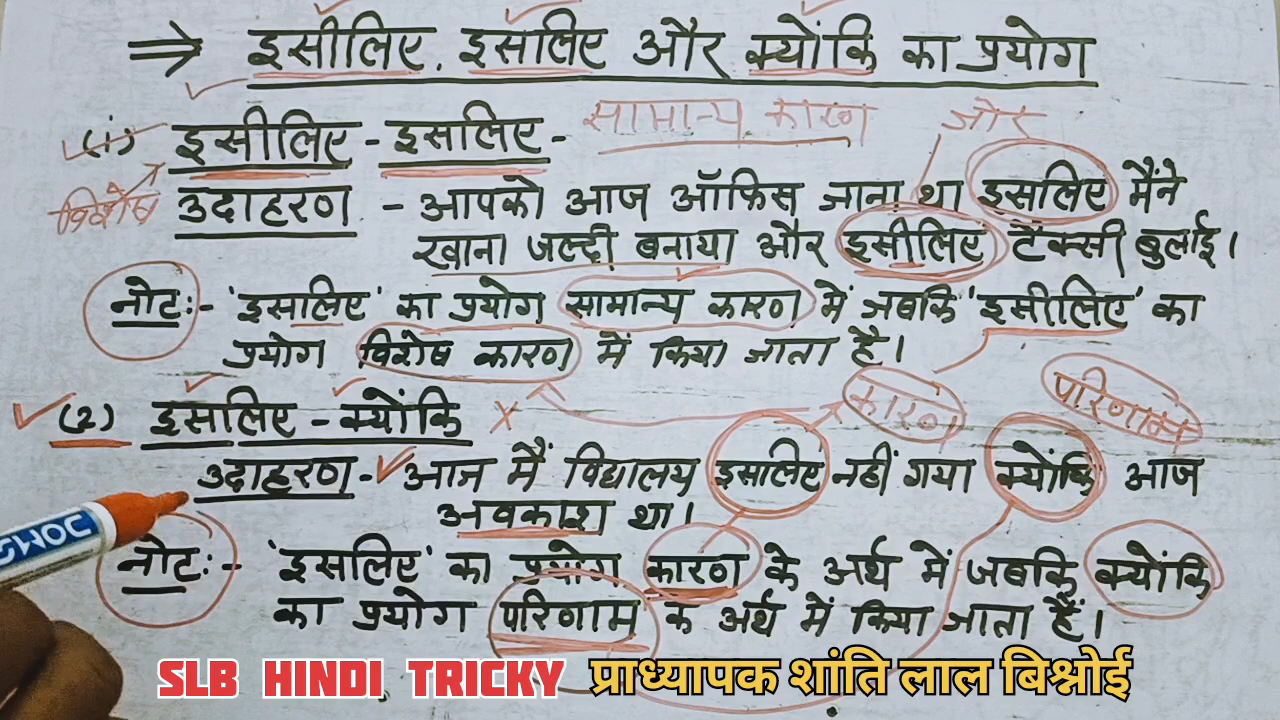 ⇒ इसीलिए, इसलिए और क्योंकि का प्रयोग
(1) इसीलिए - इसलिए - सामान्य कारण और
विशेष
उदाहरण - आपको आज ऑफिस जाना था इसलिए मैंने
खाना जल्दी बनाया और इसीलिए टैक्सी बुलाई।
नोट:- 'इसलिए' का प्रयोग सामान्य कारण में जबकि 'इसीलिए' का
प्रयोग विशेष कारण में किया जाता है।
कारण परिणाम
(2) इसलिए - क्योंकि ×
उदाहरण - आज मैं विद्यालय इसलिए नहीं गया क्योंकि आज
अवकाश था।
नोट:- 'इसलिए' का प्रयोग कारण के अर्थ में जबकि क्योंकि
का प्रयोग परिणाम के अर्थ में किया जाता हैं।
DOMS
SLB HINDI TRICKY प्राध्यापक शांति लाल बिश्नोई